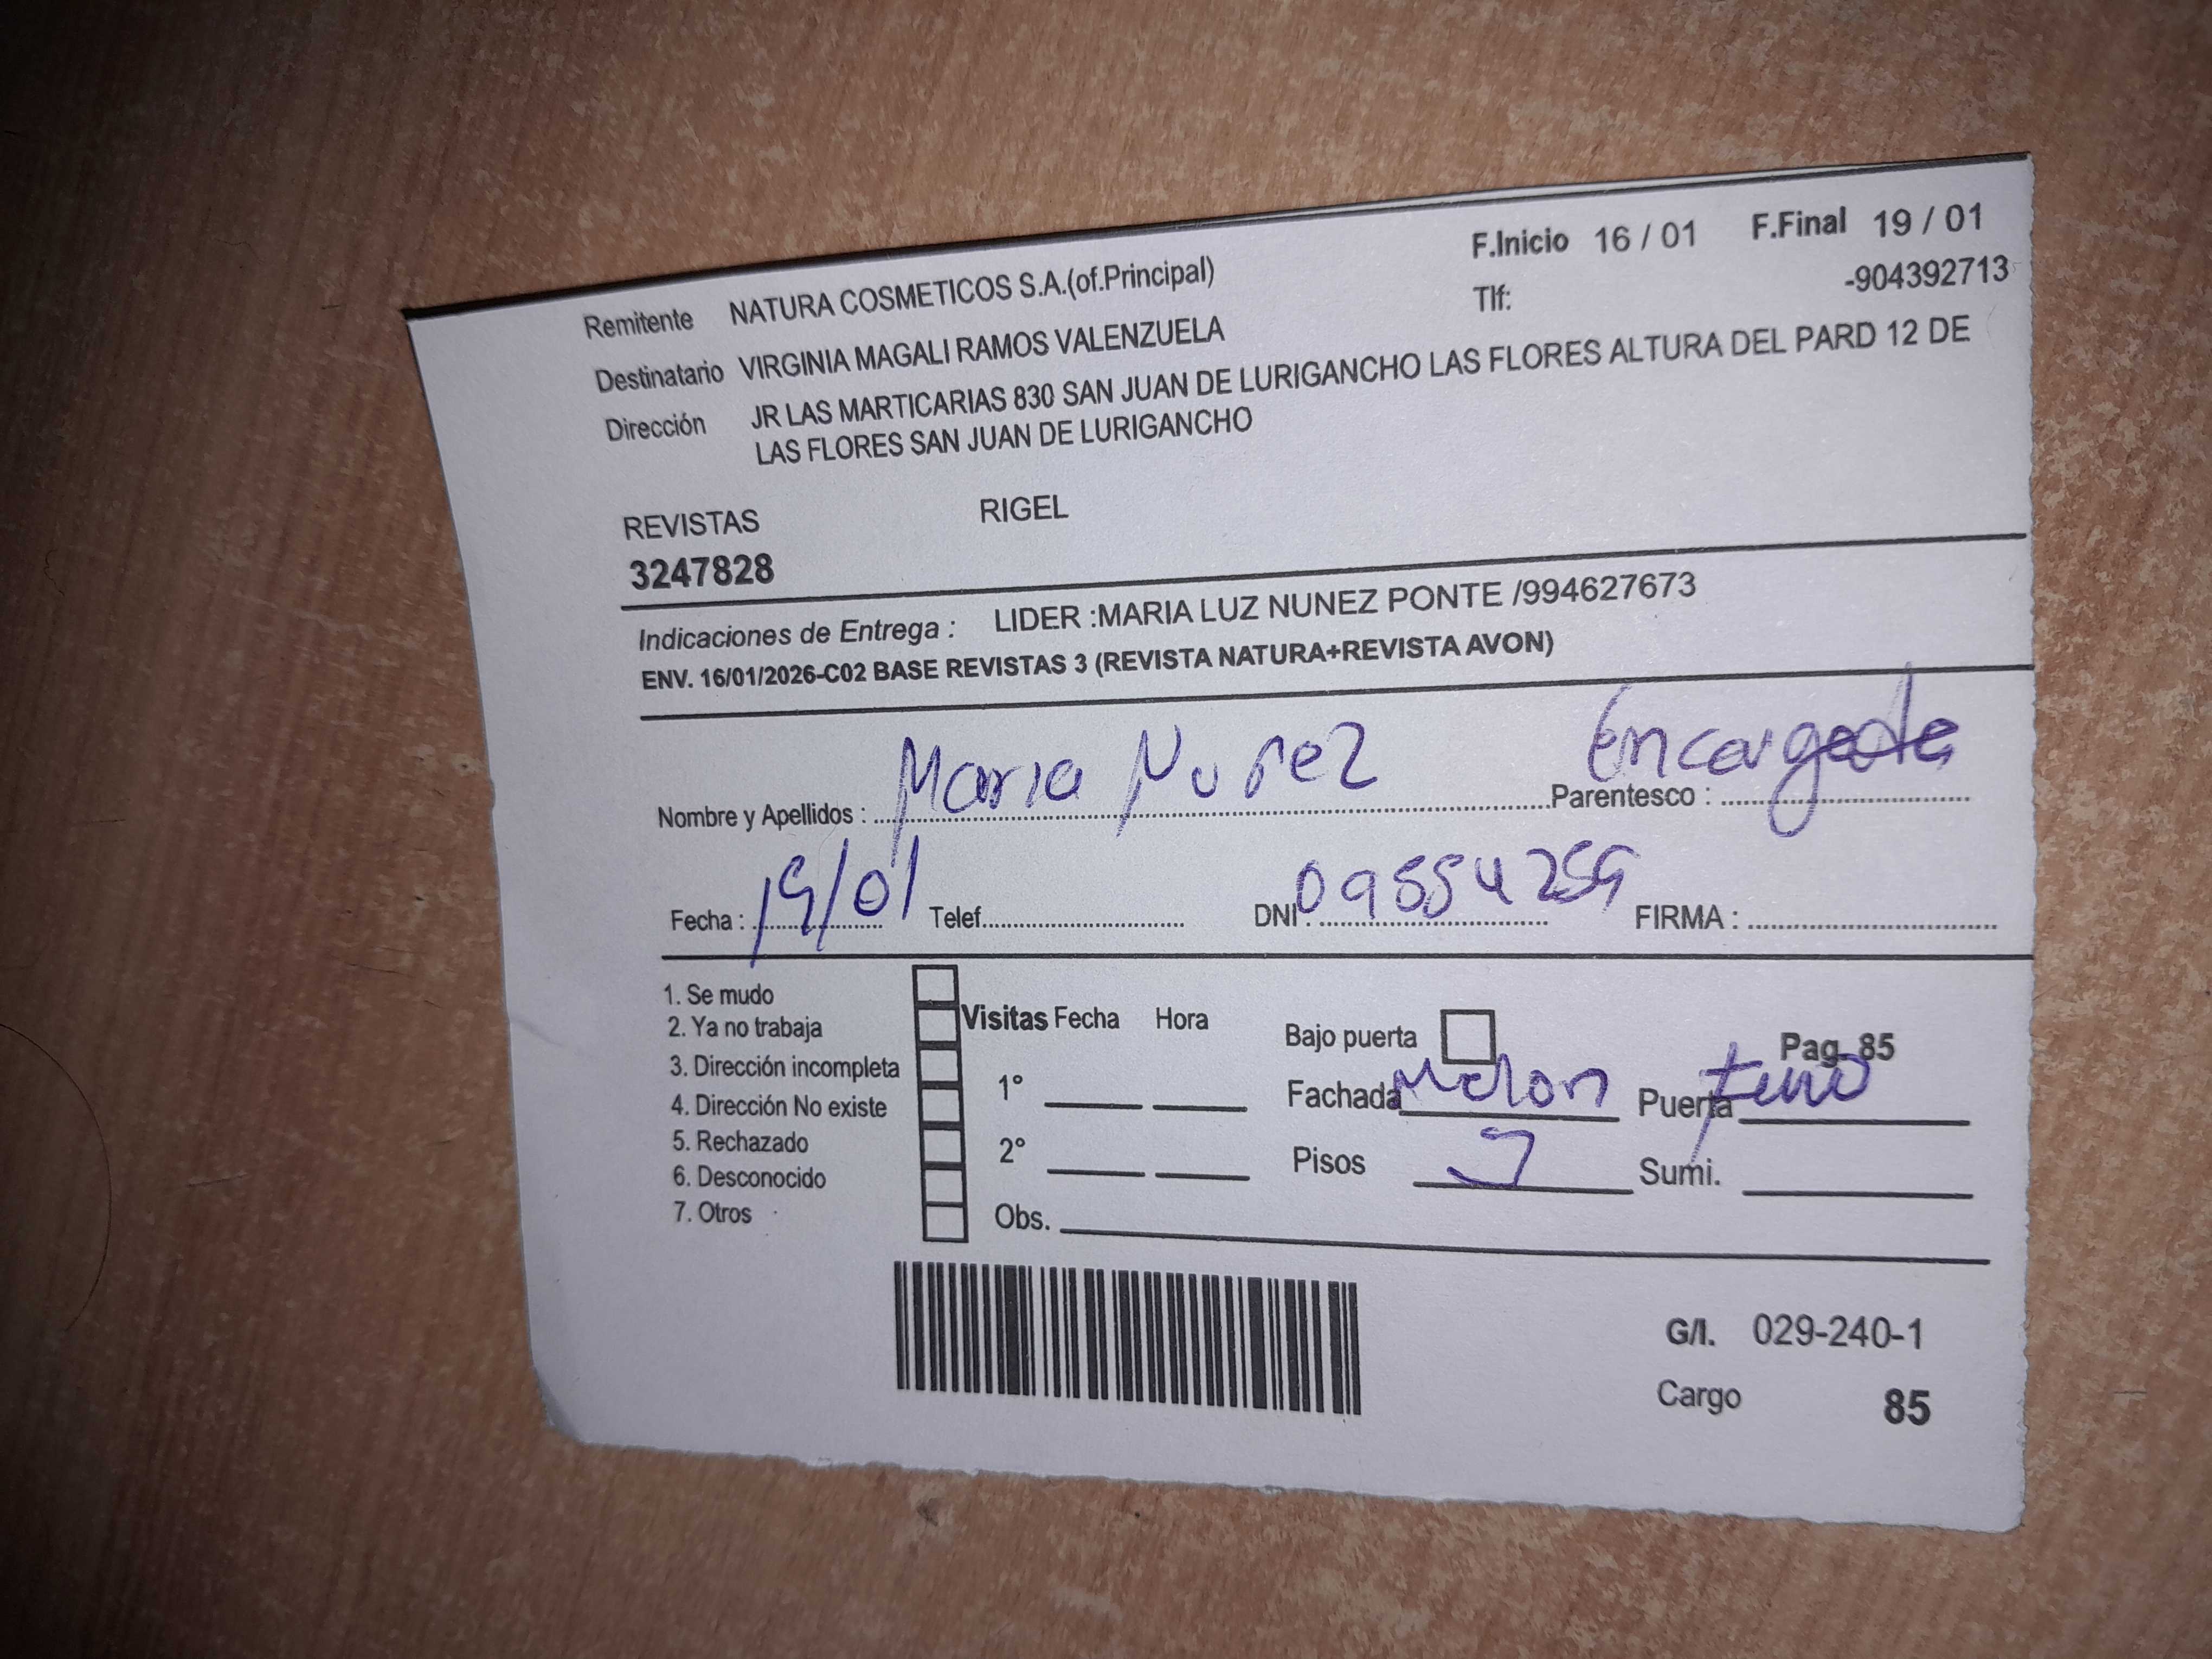 F.Inicio 16 / 01 F.Final 19 / 01
Remitente NATURA COSMETICOS S.A.(of.Principal) Tlf: -904392713
Destinatario VIRGINIA MAGALI RAMOS VALENZUELA
Dirección JR LAS MARTICARIAS 830 SAN JUAN DE LURIGANCHO LAS FLORES ALTURA DEL PARD 12 DE
LAS FLORES SAN JUAN DE LURIGANCHO
REVISTAS RIGEL
3247828
Indicaciones de Entrega : LIDER :MARIA LUZ NUNEZ PONTE /994627673
ENV. 16/01/2026-C02 BASE REVISTAS 3 (REVISTA NATURA+REVISTA AVON)
Nombre y Apellidos : Maria Nuñez Parentesco : encargada
Fecha : 19/01 Telef. DNI : FIRMA :
1. Se mudo
2. Ya no trabaja Visitas Fecha Hora Bajo puerta Pag. 85
3. Dirección incompleta 1° Fachada Melon Puerta
4. Dirección No existe
5. Rechazado 2° Pisos Sumi.
6. Desconocido
7. Otros Obs.
G/I. 029-240-1
Cargo 85